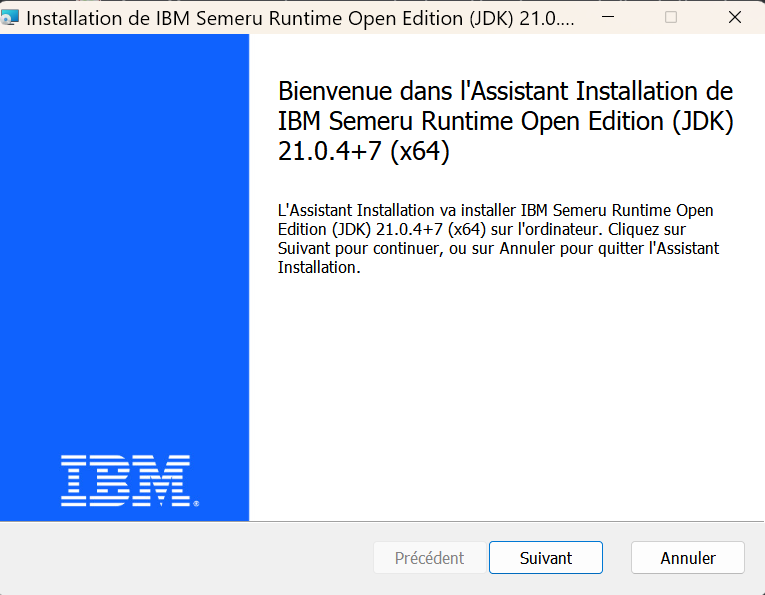 Installation de IBM Semeru Runtime Open Edition (JDK) 21.0....
Bienvenue dans l'Assistant Installation de
IBM Semeru Runtime Open Edition (JDK)
21.0.4+7 (x64)
L'Assistant Installation va installer IBM Semeru Runtime Open
Edition (JDK) 21.0.4+7 (x64) sur l'ordinateur. Cliquez sur
Suivant pour continuer, ou sur Annuler pour quitter l'Assistant
Installation.
IBM®
Précédent Suivant Annuler